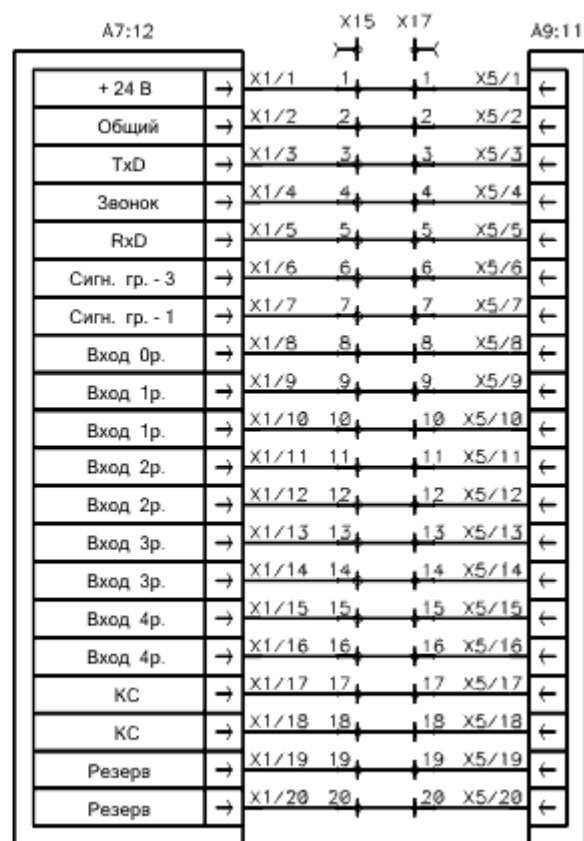 X15 X17
A7:12 A9:11
+ 24 В X1/1 1 1 X5/1
Общий X1/2 2 2 X5/2
TxD X1/3 3 3 X5/3
Звонок X1/4 4 4 X5/4
RxD X1/5 5 5 X5/5
Сигн. гр. - 3 X1/6 6 6 X5/6
Сигн. гр. - 1 X1/7 7 7 X5/7
Вход 0р. X1/8 8 8 X5/8
Вход 1р. X1/9 9 9 X5/9
Вход 1р. X1/10 10 10 X5/10
Вход 2р. X1/11 11 11 X5/11
Вход 2р. X1/12 12 12 X5/12
Вход 3р. X1/13 13 13 X5/13
Вход 3р. X1/14 14 14 X5/14
Вход 4р. X1/15 15 15 X5/15
Вход 4р. X1/16 16 16 X5/16
КС X1/17 17 17 X5/17
КС X1/18 18 18 X5/18
Резерв X1/19 19 19 X5/19
Резерв X1/20 20 20 X5/20